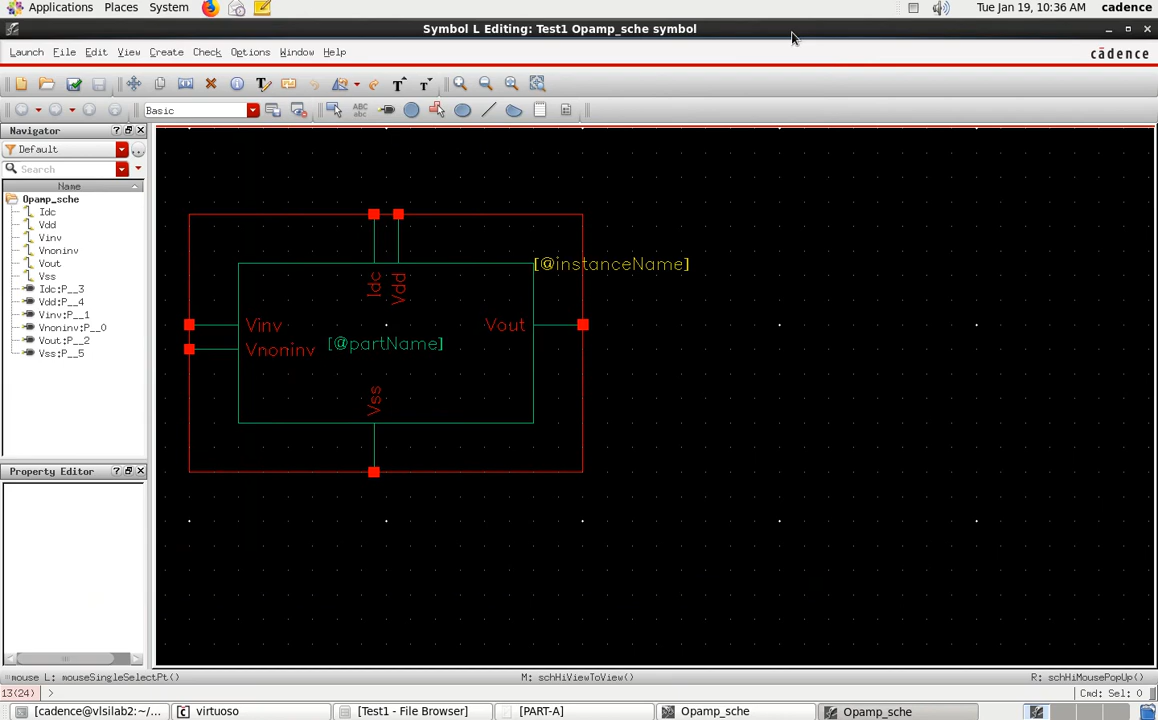 Applications Places System Tue Jan 19, 10:36 AM cadence
Symbol L Editing: Test1 Opamp_sche symbol
Launch File Edit View Create Check Options Window Help cādence
Basic ABC abc
Navigator
Default
Search
Name
Opamp_sche
Idc
Vdd
Vinv
Vnoninv
Vout
Vss
Idc:P__3
Vdd:P__4
Vinv:P__1
Vnoninv:P__0
Vout:P__2
Vss:P__5
Property Editor
[@instanceName]
Idc Vdd
Vinv Vout
Vnoninv [@partName]
Vss
mouse L: mouseSingleSelectPt() M: schHiViewToView() R: schHiMousePopUp()
13(24) > Cmd: Sel: 0
[cadence@vlsilab2:~/... virtuoso [Test1 - File Browser] [PART-A] Opamp_sche Opamp_sche